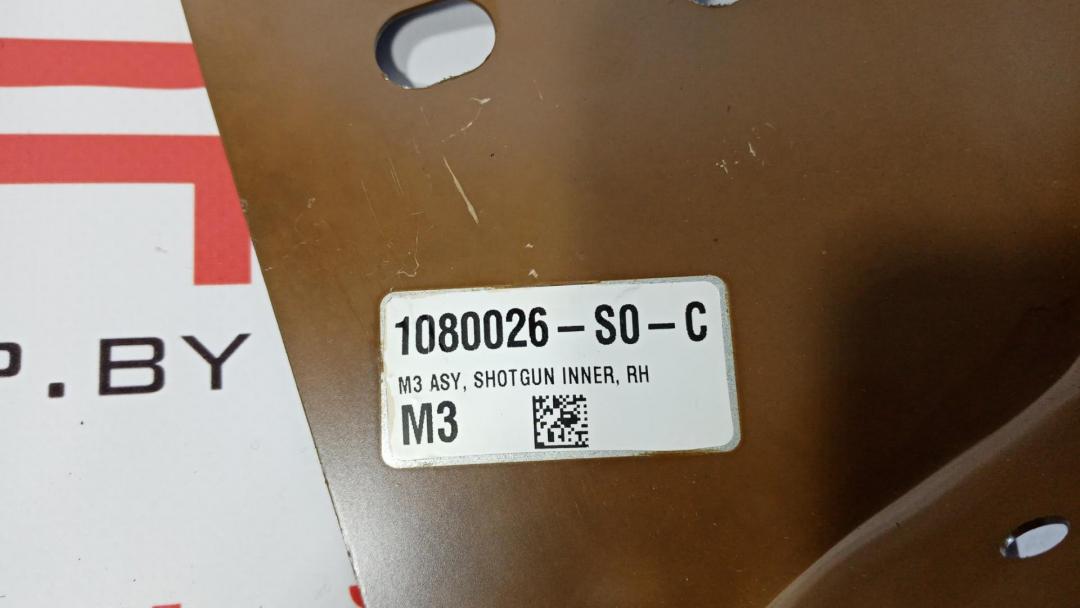 1080026-S0-C
M3 ASY, SHOTGUN INNER, RH
M3
P.BY